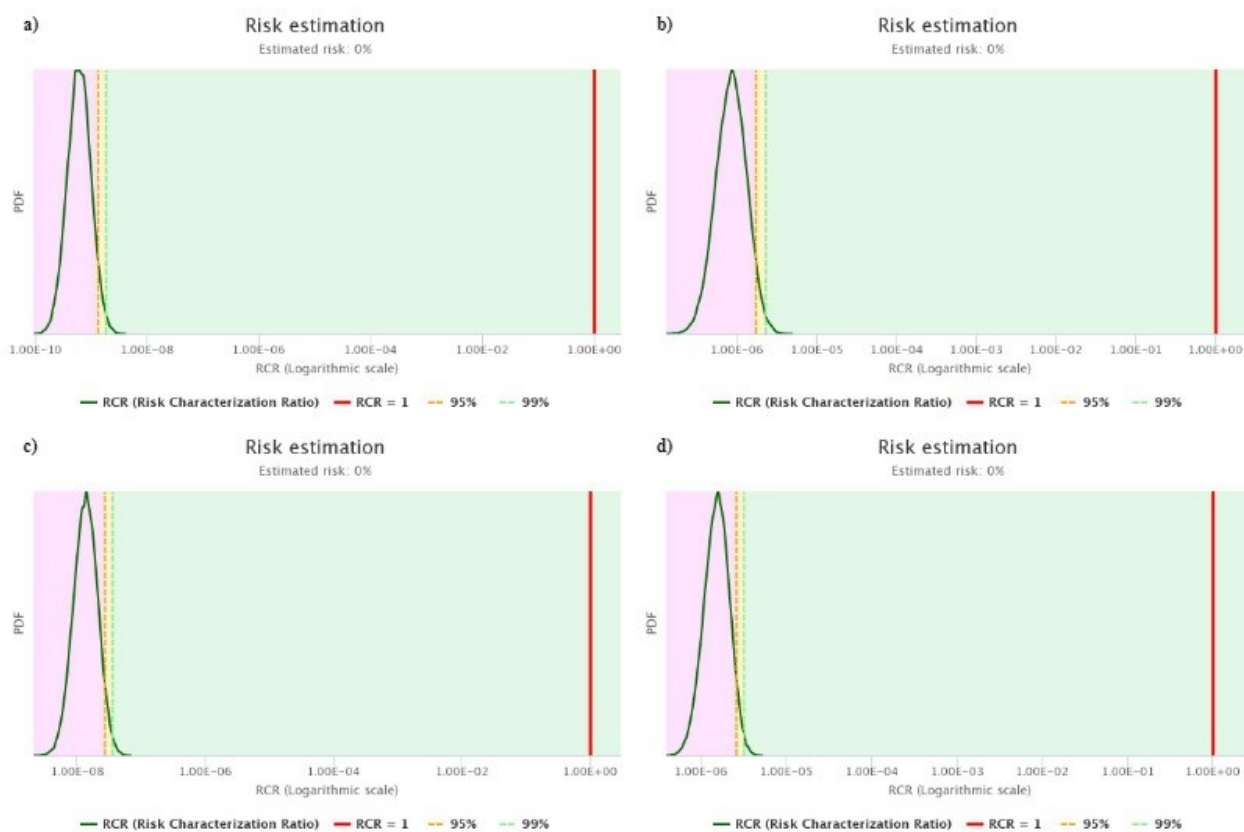 a)
Risk estimation
Estimated risk: 0%
PDF
1.00E-10 1.00E-08 1.00E-06 1.00E-04 1.00E-02 1.00E+00
RCR (Logarithmic scale)
RCR (Risk Characterization Ratio) RCR = 1 95% 99%
b)
Risk estimation
Estimated risk: 0%
PDF
1.00E-06 1.00E-05 1.00E-04 1.00E-03 1.00E-02 1.00E-01 1.00E+00
RCR (Logarithmic scale)
RCR (Risk Characterization Ratio) RCR = 1 95% 99%
c)
Risk estimation
Estimated risk: 0%
PDF
1.00E-08 1.00E-06 1.00E-04 1.00E-02 1.00E+00
RCR (Logarithmic scale)
RCR (Risk Characterization Ratio) RCR = 1 95% 99%
d)
Risk estimation
Estimated risk: 0%
PDF
1.00E-06 1.00E-05 1.00E-04 1.00E-03 1.00E-02 1.00E-01 1.00E+00
RCR (Logarithmic scale)
RCR (Risk Characterization Ratio) RCR = 1 95% 99%